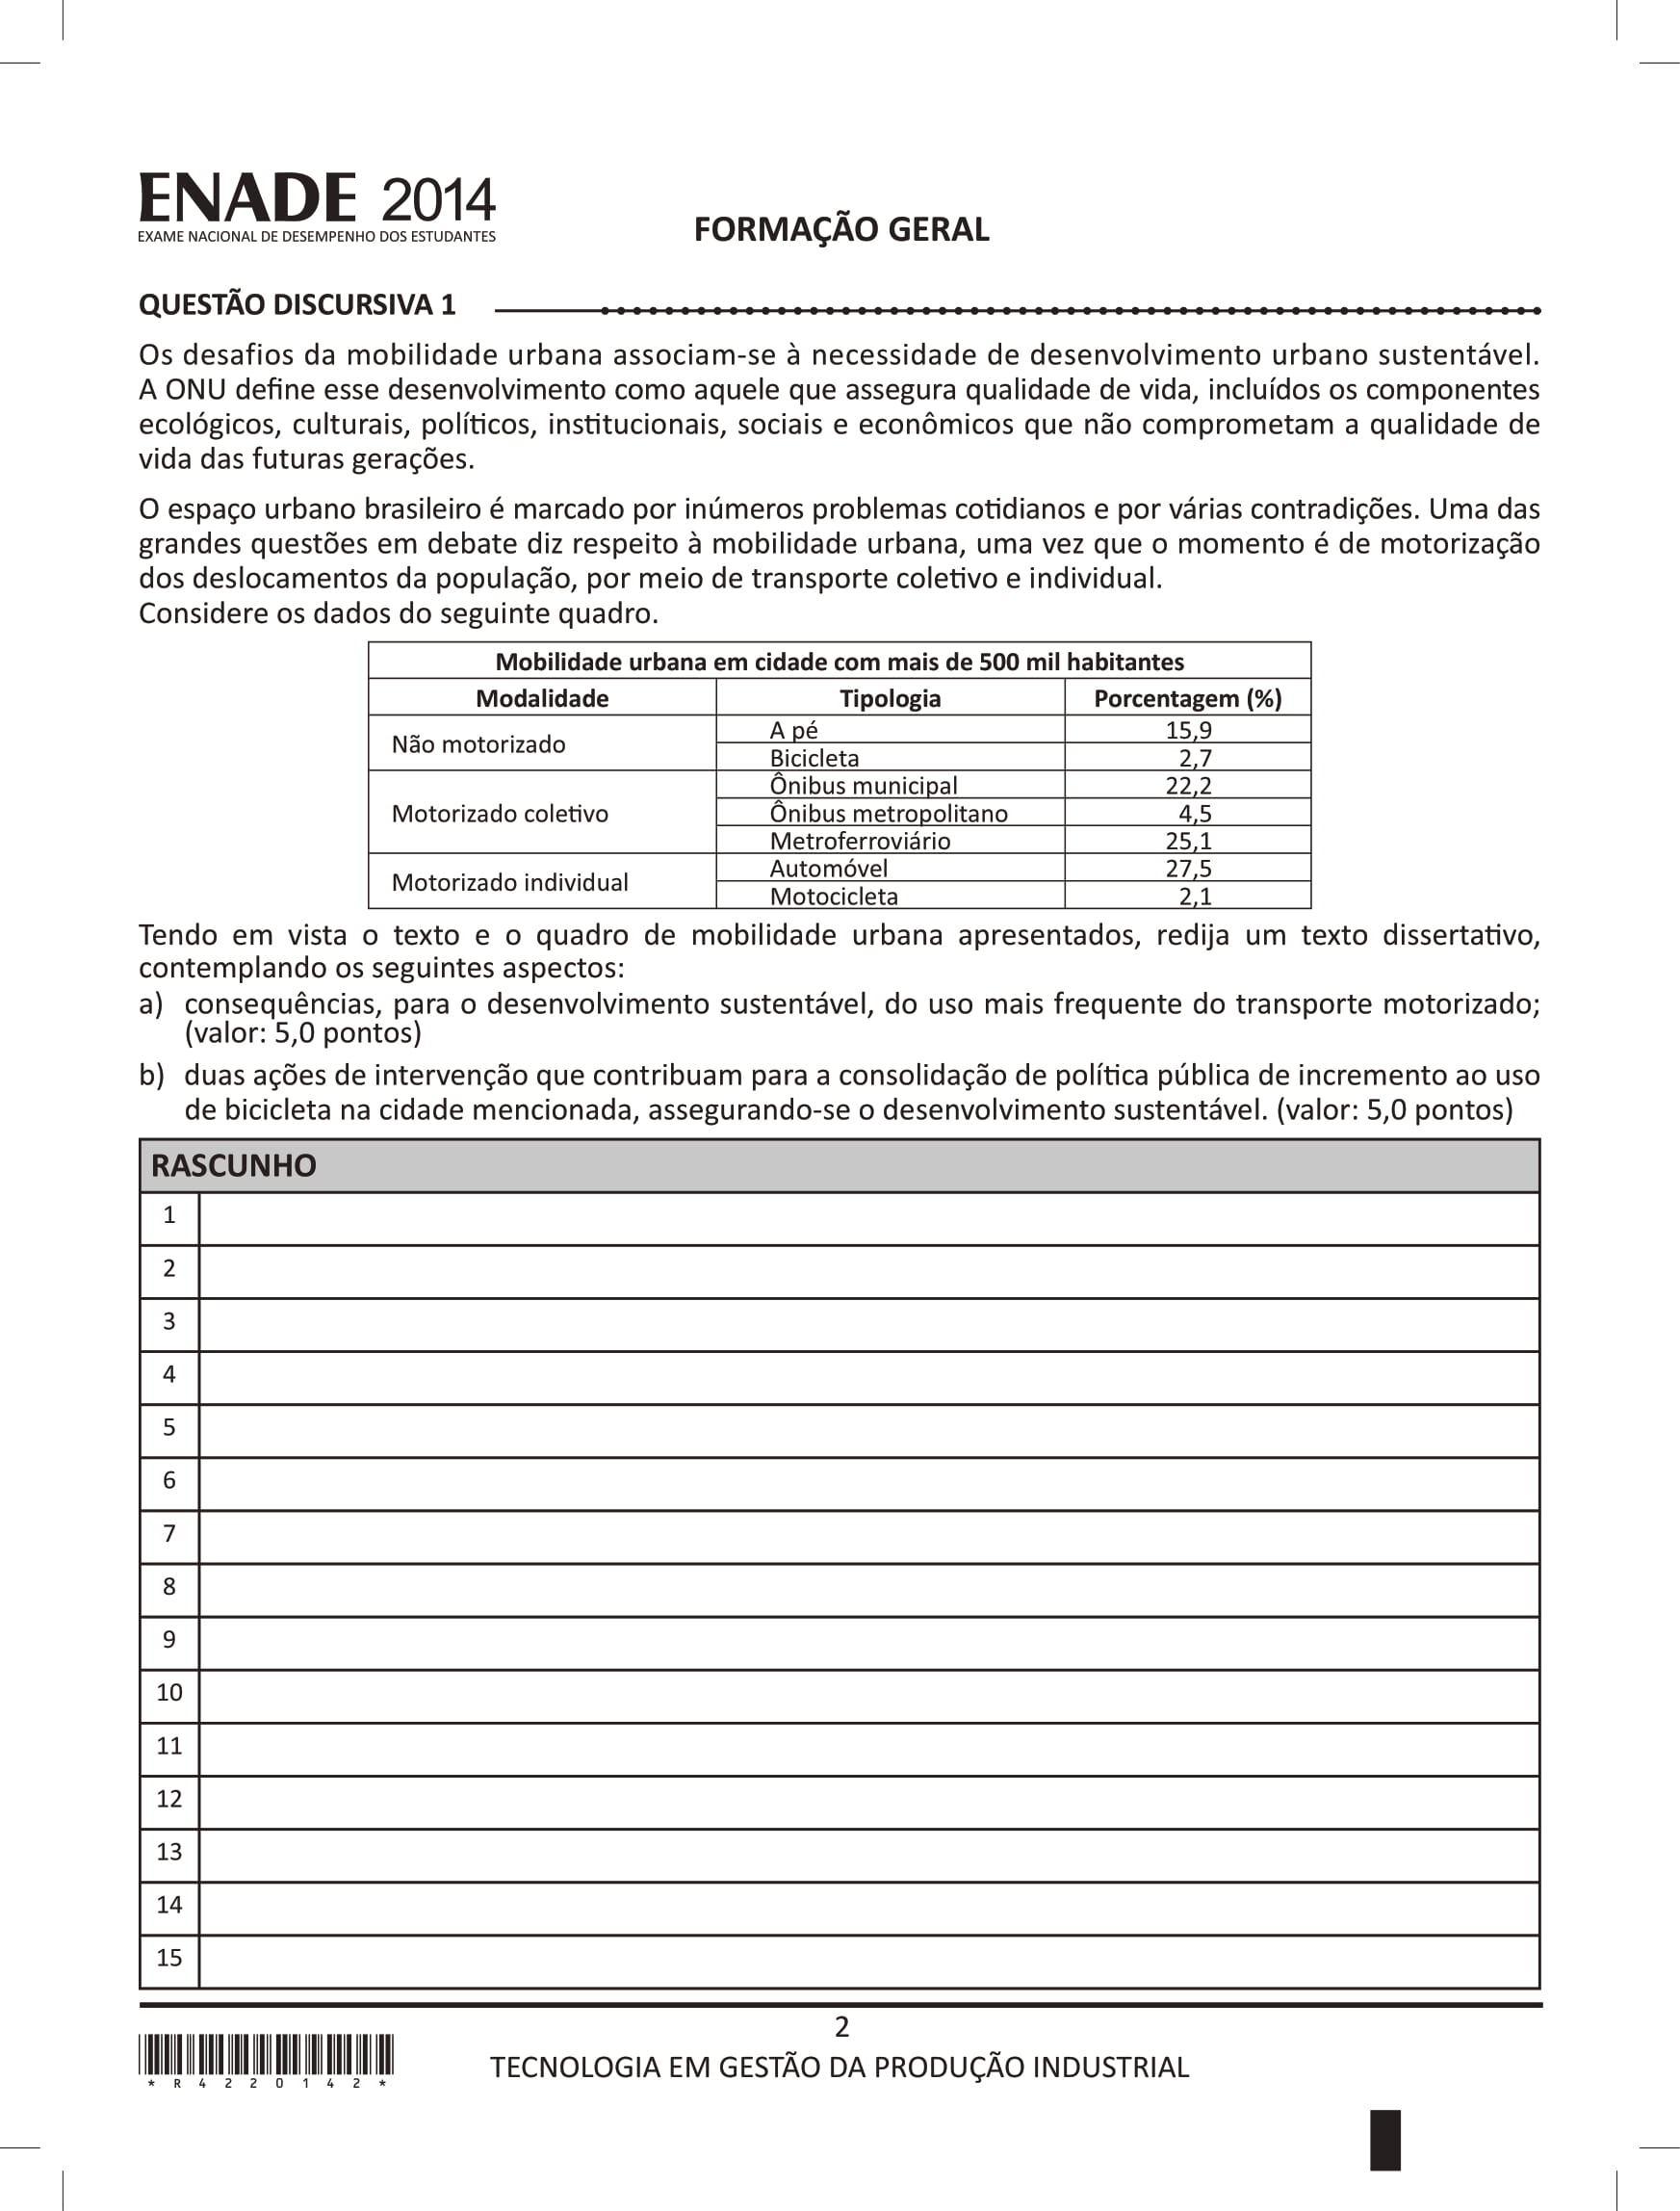 ENADE 2014
EXAME NACIONAL DE DESEMPENHO DOS ESTUDANTES
FORMAÇÃO GERAL
QUESTÃO DISCURSIVA 1
Os desafios da mobilidade urbana associam-se à necessidade de desenvolvimento urbano sustentável.
A ONU define esse desenvolvimento como aquele que assegura qualidade de vida, incluídos os componentes
ecológicos, culturais, políticos, institucionais, sociais e econômicos que não comprometam a qualidade de
vida das futuras gerações.
O espaço urbano brasileiro é marcado por inúmeros problemas cotidianos e por várias contradições. Uma das
grandes questões em debate diz respeito à mobilidade urbana, uma vez que o momento é de motorização
dos deslocamentos da população, por meio de transporte coletivo e individual.
Considere os dados do seguinte quadro.
Mobilidade urbana em cidade com mais de 500 mil habitantes
Modalidade Tipologia Porcentagem (%)
Não motorizado
A pé 15,9
Bicicleta 2,7
Motorizado coletivo
Ônibus municipal 22,2
Ônibus metropolitano 4,5
Metroferroviário 25,1
Motorizado individual
Automóvel 27,5
Motocicleta 2,1
Tendo em vista o texto e o quadro de mobilidade urbana apresentados, redija um texto dissertativo,
contemplando os seguintes aspectos:
a) consequências, para o desenvolvimento sustentável, do uso mais frequente do transporte motorizado;
(valor: 5,0 pontos)
b) duas ações de intervenção que contribuam para a consolidação de política pública de incremento ao uso
de bicicleta na cidade mencionada, assegurando-se o desenvolvimento sustentável. (valor: 5,0 pontos)
RASCUNHO
1
2
3
4
5
6
7
8
9
10
11
12
13
14
15
2
TECNOLOGIA EM GESTÃO DA PRODUÇÃO INDUSTRIAL
* R 4 2 2 0 1 4 2 *